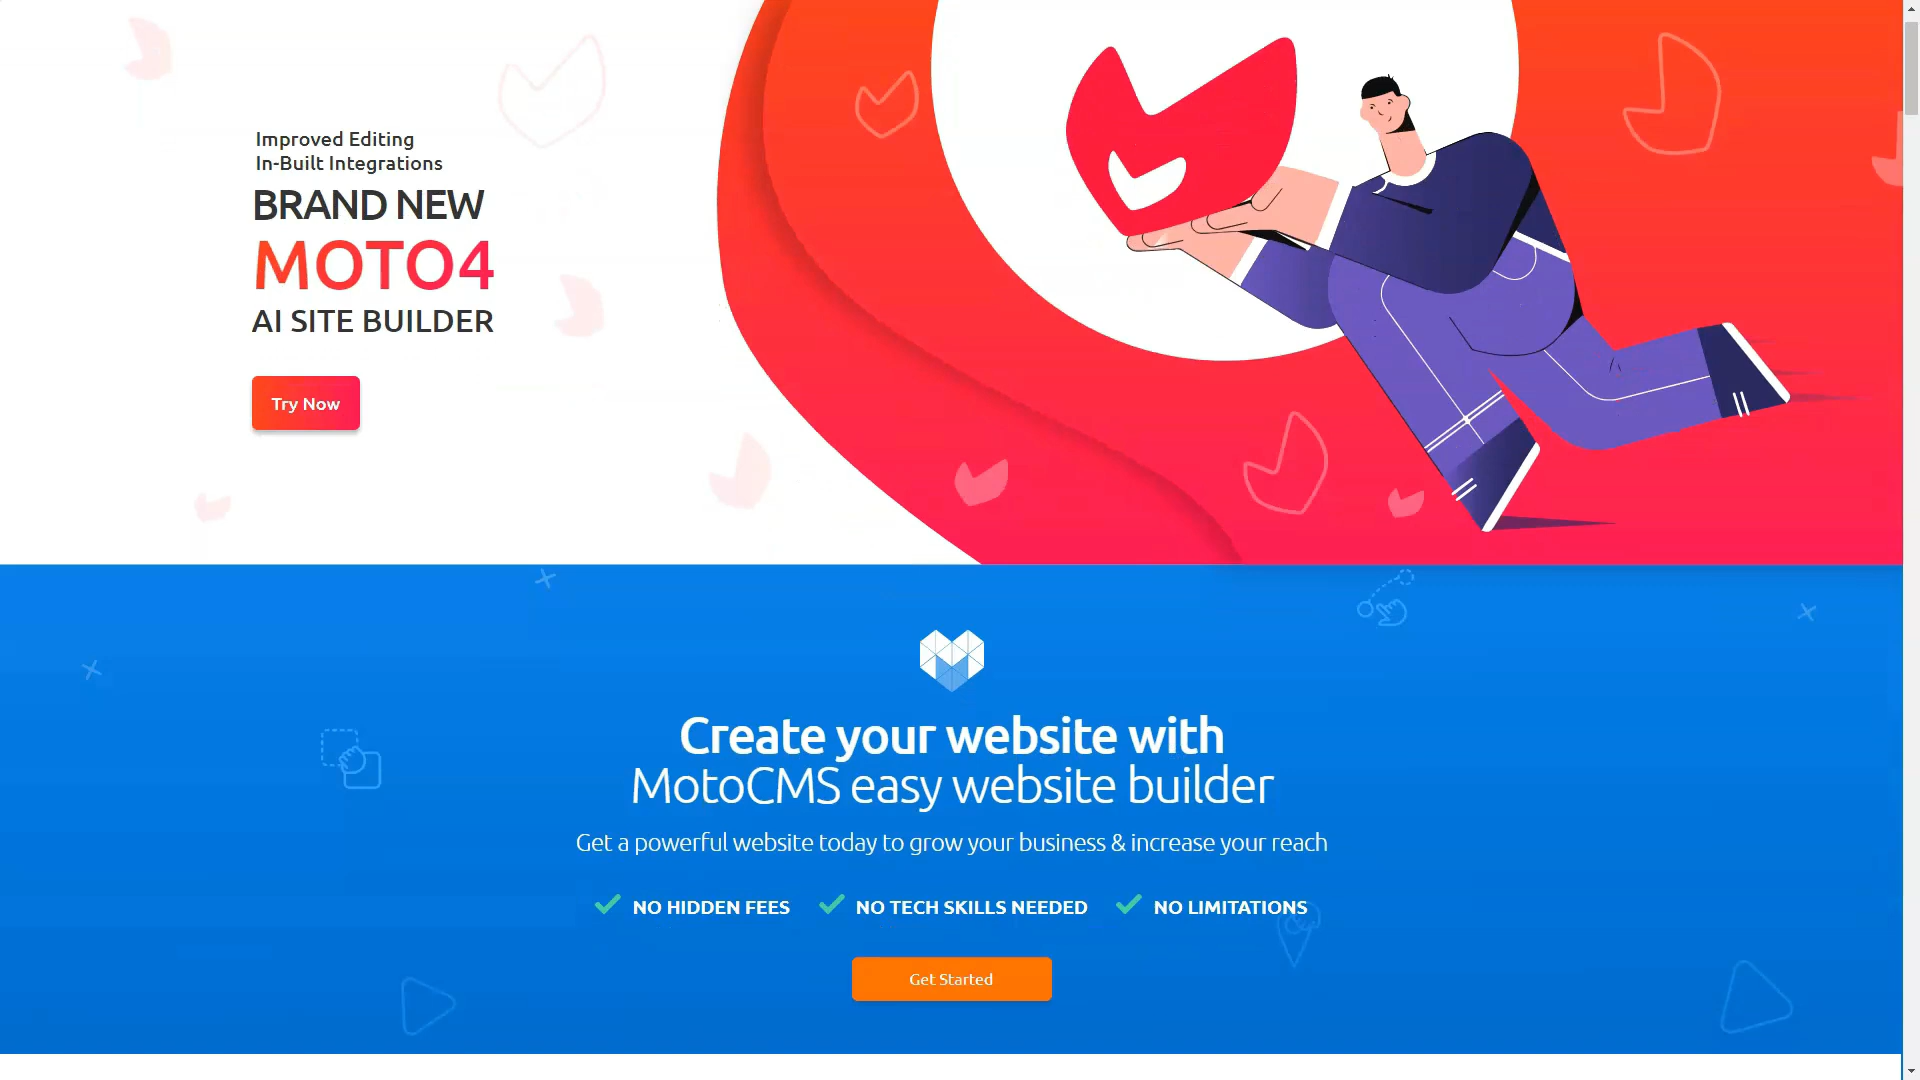 Improved Editing
In-Built Integrations
BRAND NEW
MOTO4
AI SITE BUILDER
Try Now
Create your website with
MotoCMS easy website builder
Get a powerful website today to grow your business & increase your reach
NO HIDDEN FEES NO TECH SKILLS NEEDED NO LIMITATIONS
Get Started